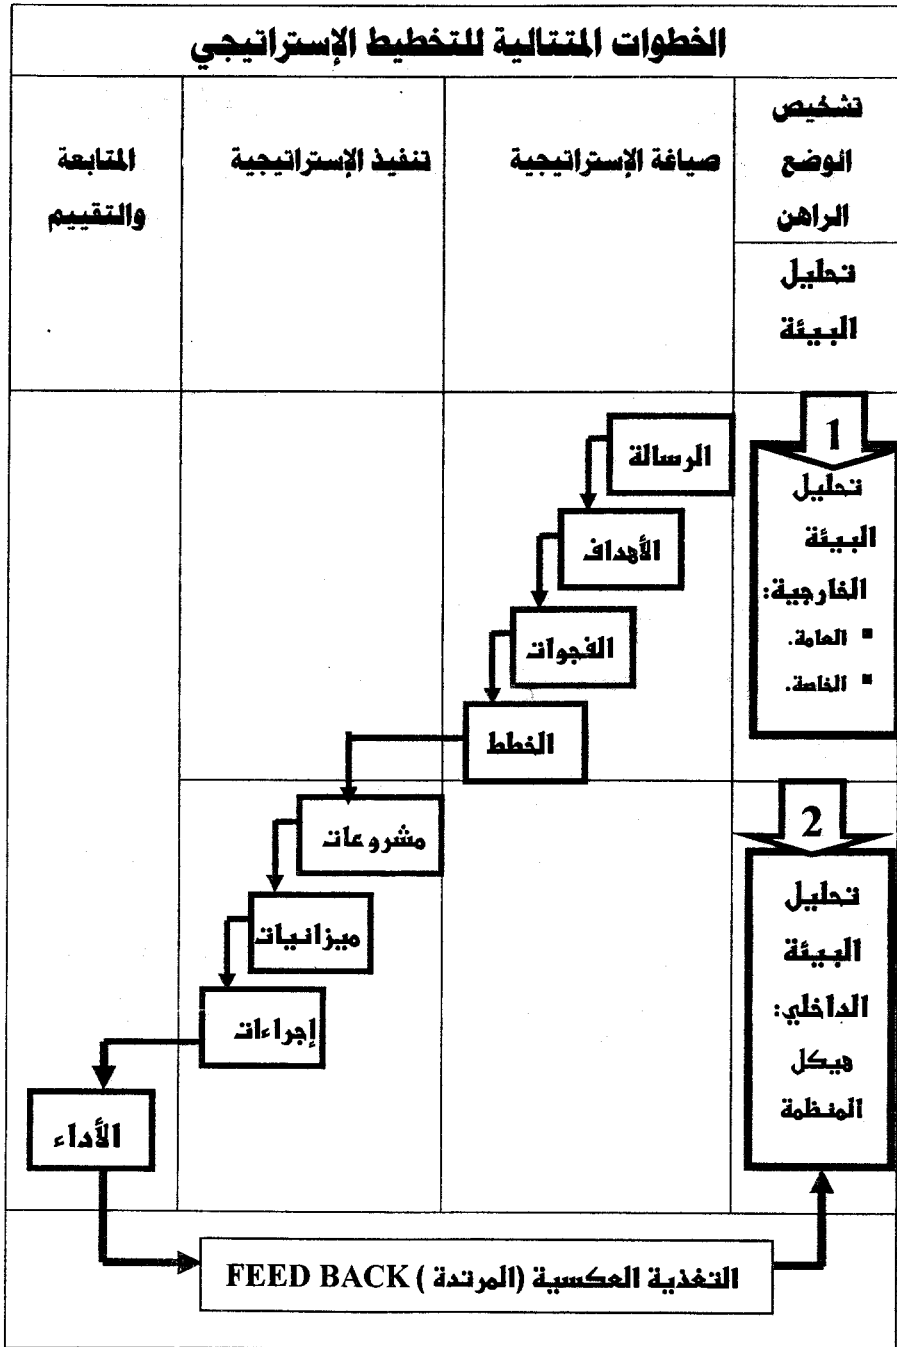 الخطوات المتتالية للتخطيط الإستراتيجي
تشخيص
الوضع
الراهن
صياغة الإستراتيجية
تنفيذ الإستراتيجية
المتابعة
والتقييم
تحليل
البيئة
1
تحليل
البيئة
الخارجية:
▪ العامة.
▪ الخاصة.
الرسالة
الأهداف
الفجوات
الخطط
2
تحليل
البيئة
الداخلي:
هيكل
المنظمة
مشروعات
ميزانيات
إجراءات
الأداء
التغذية العكسية (المرتدة ) FEED BACK